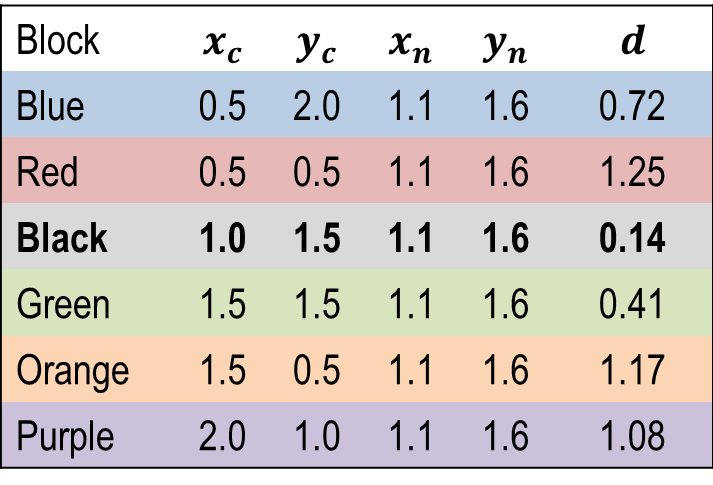 Block x_c y_c x_n y_n d
Blue 0.5 2.0 1.1 1.6 0.72
Red 0.5 0.5 1.1 1.6 1.25
Black 1.0 1.5 1.1 1.6 0.14
Green 1.5 1.5 1.1 1.6 0.41
Orange 1.5 0.5 1.1 1.6 1.17
Purple 2.0 1.0 1.1 1.6 1.08